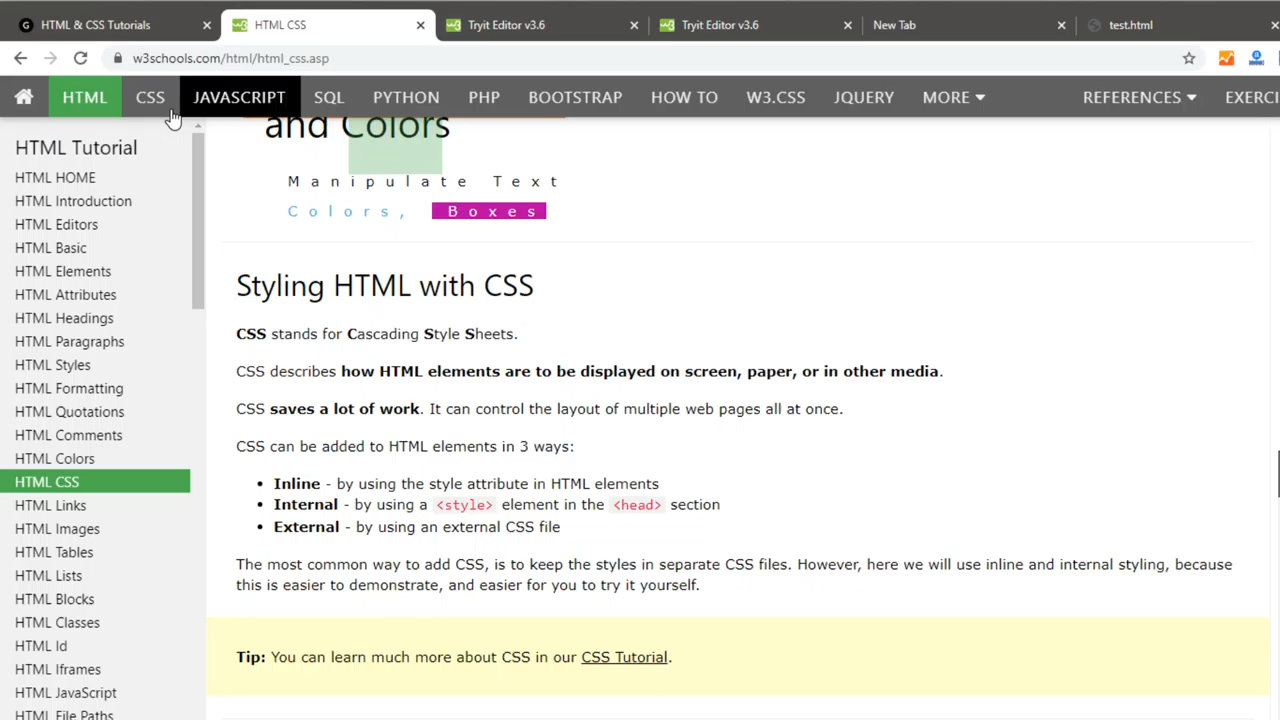 HTML & CSS Tutorials
HTML CSS
Tryit Editor v3.6
Tryit Editor v3.6
New Tab
test.html
w3schools.com/html/html_css.asp
HTML
CSS
JAVASCRIPT
SQL
PYTHON
PHP
BOOTSTRAP
HOW TO
W3.CSS
JQUERY
MORE
REFERENCES
EXERCI
HTML Tutorial
HTML HOME
HTML Introduction
HTML Editors
HTML Basic
HTML Elements
HTML Attributes
HTML Headings
HTML Paragraphs
HTML Styles
HTML Formatting
HTML Quotations
HTML Comments
HTML Colors
HTML CSS
HTML Links
HTML Images
HTML Tables
HTML Lists
HTML Blocks
HTML Classes
HTML Id
HTML Iframes
HTML JavaScript
HTML File Paths
and Colors
Manipulate Text
Colors, Boxes
Styling HTML with CSS
CSS stands for Cascading Style Sheets.
CSS describes how HTML elements are to be displayed on screen, paper, or in other media.
CSS saves a lot of work. It can control the layout of multiple web pages all at once.
CSS can be added to HTML elements in 3 ways:
Inline - by using the style attribute in HTML elements
Internal - by using a <style> element in the <head> section
External - by using an external CSS file
The most common way to add CSS, is to keep the styles in separate CSS files. However, here we will use inline and internal styling, because
this is easier to demonstrate, and easier for you to try it yourself.
Tip: You can learn much more about CSS in our CSS Tutorial.